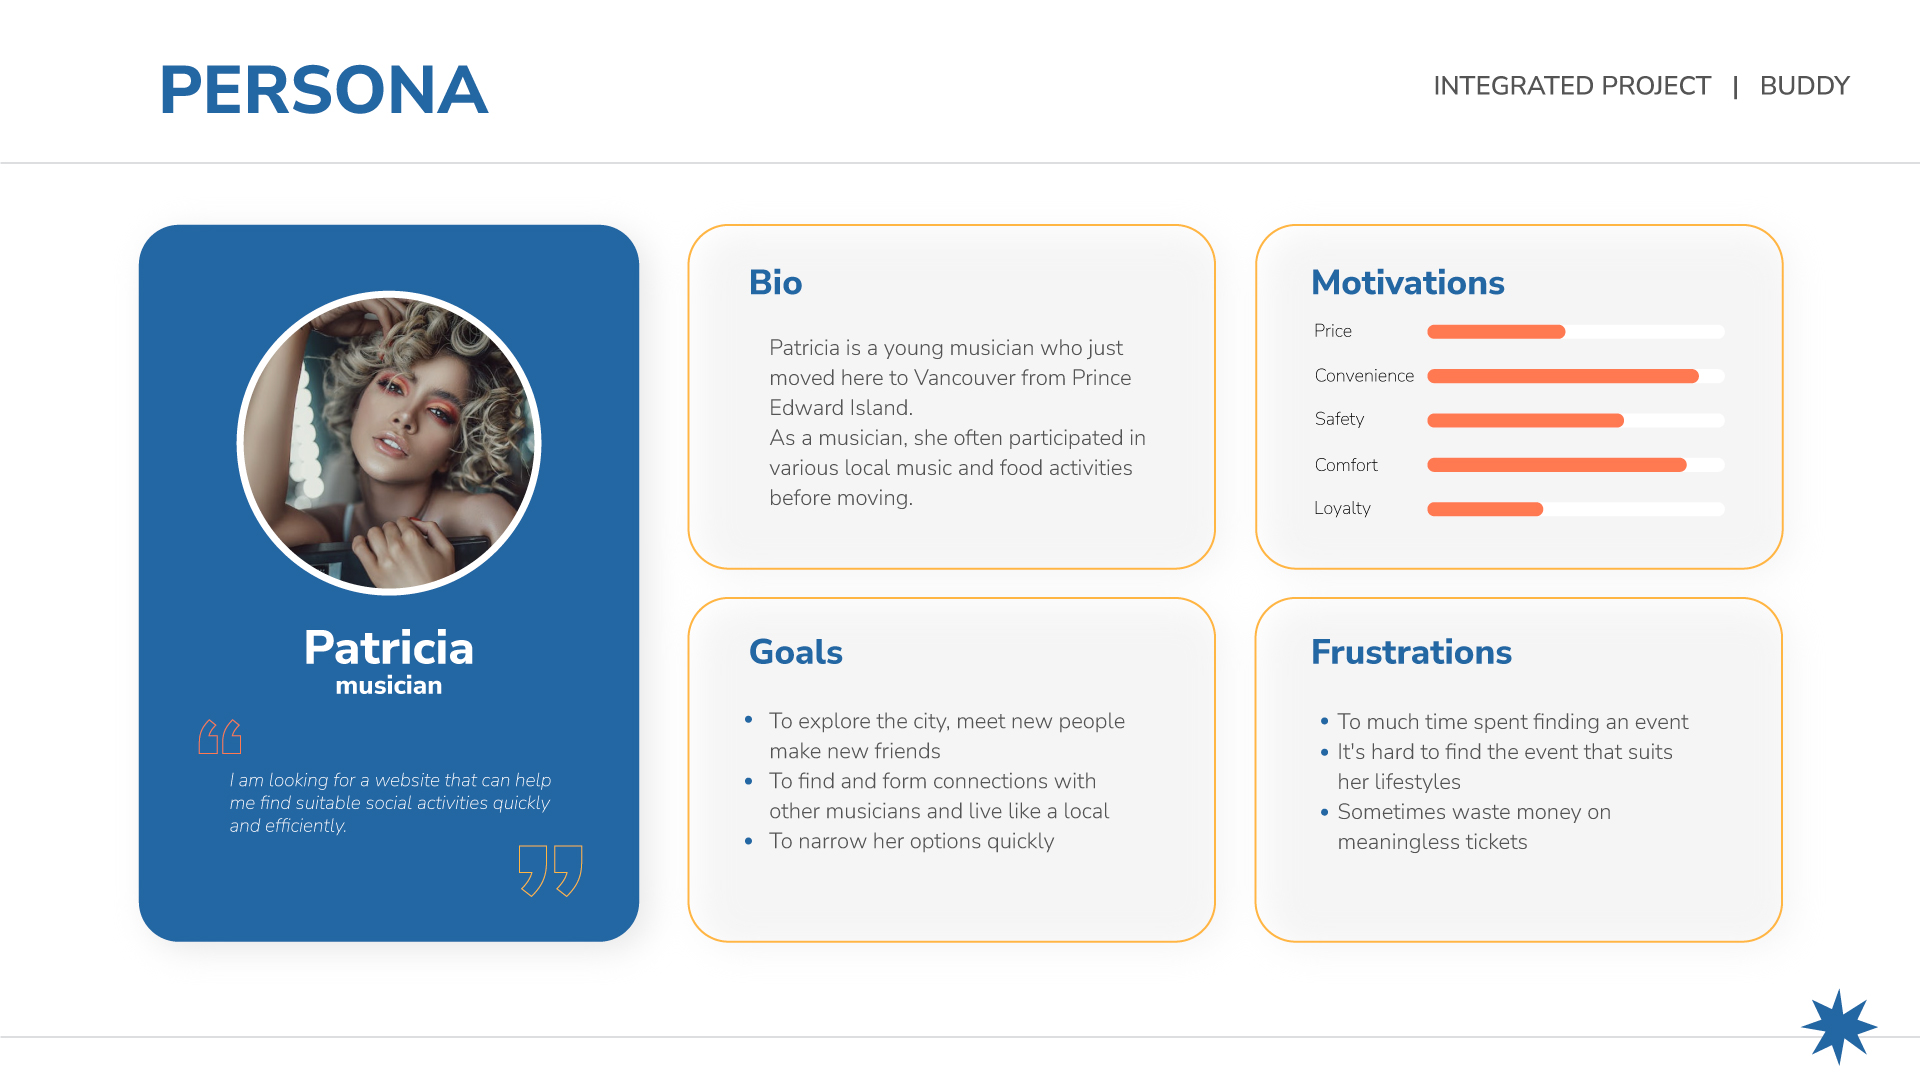 PERSONA
INTEGRATED PROJECT | BUDDY
Patricia
musician
I am looking for a website that can help
me find suitable social activities quickly
and efficiently.
Bio
Patricia is a young musician who just
moved here to Vancouver from Prince
Edward Island.
As a musician, she often participated in
various local music and food activities
before moving.
Motivations
Price
Convenience
Safety
Comfort
Loyalty
Goals
• To explore the city, meet new people
make new friends
• To find and form connections with
other musicians and live like a local
• To narrow her options quickly
Frustrations
• To much time spent finding an event
• It's hard to find the event that suits
her lifestyles
• Sometimes waste money on
meaningless tickets